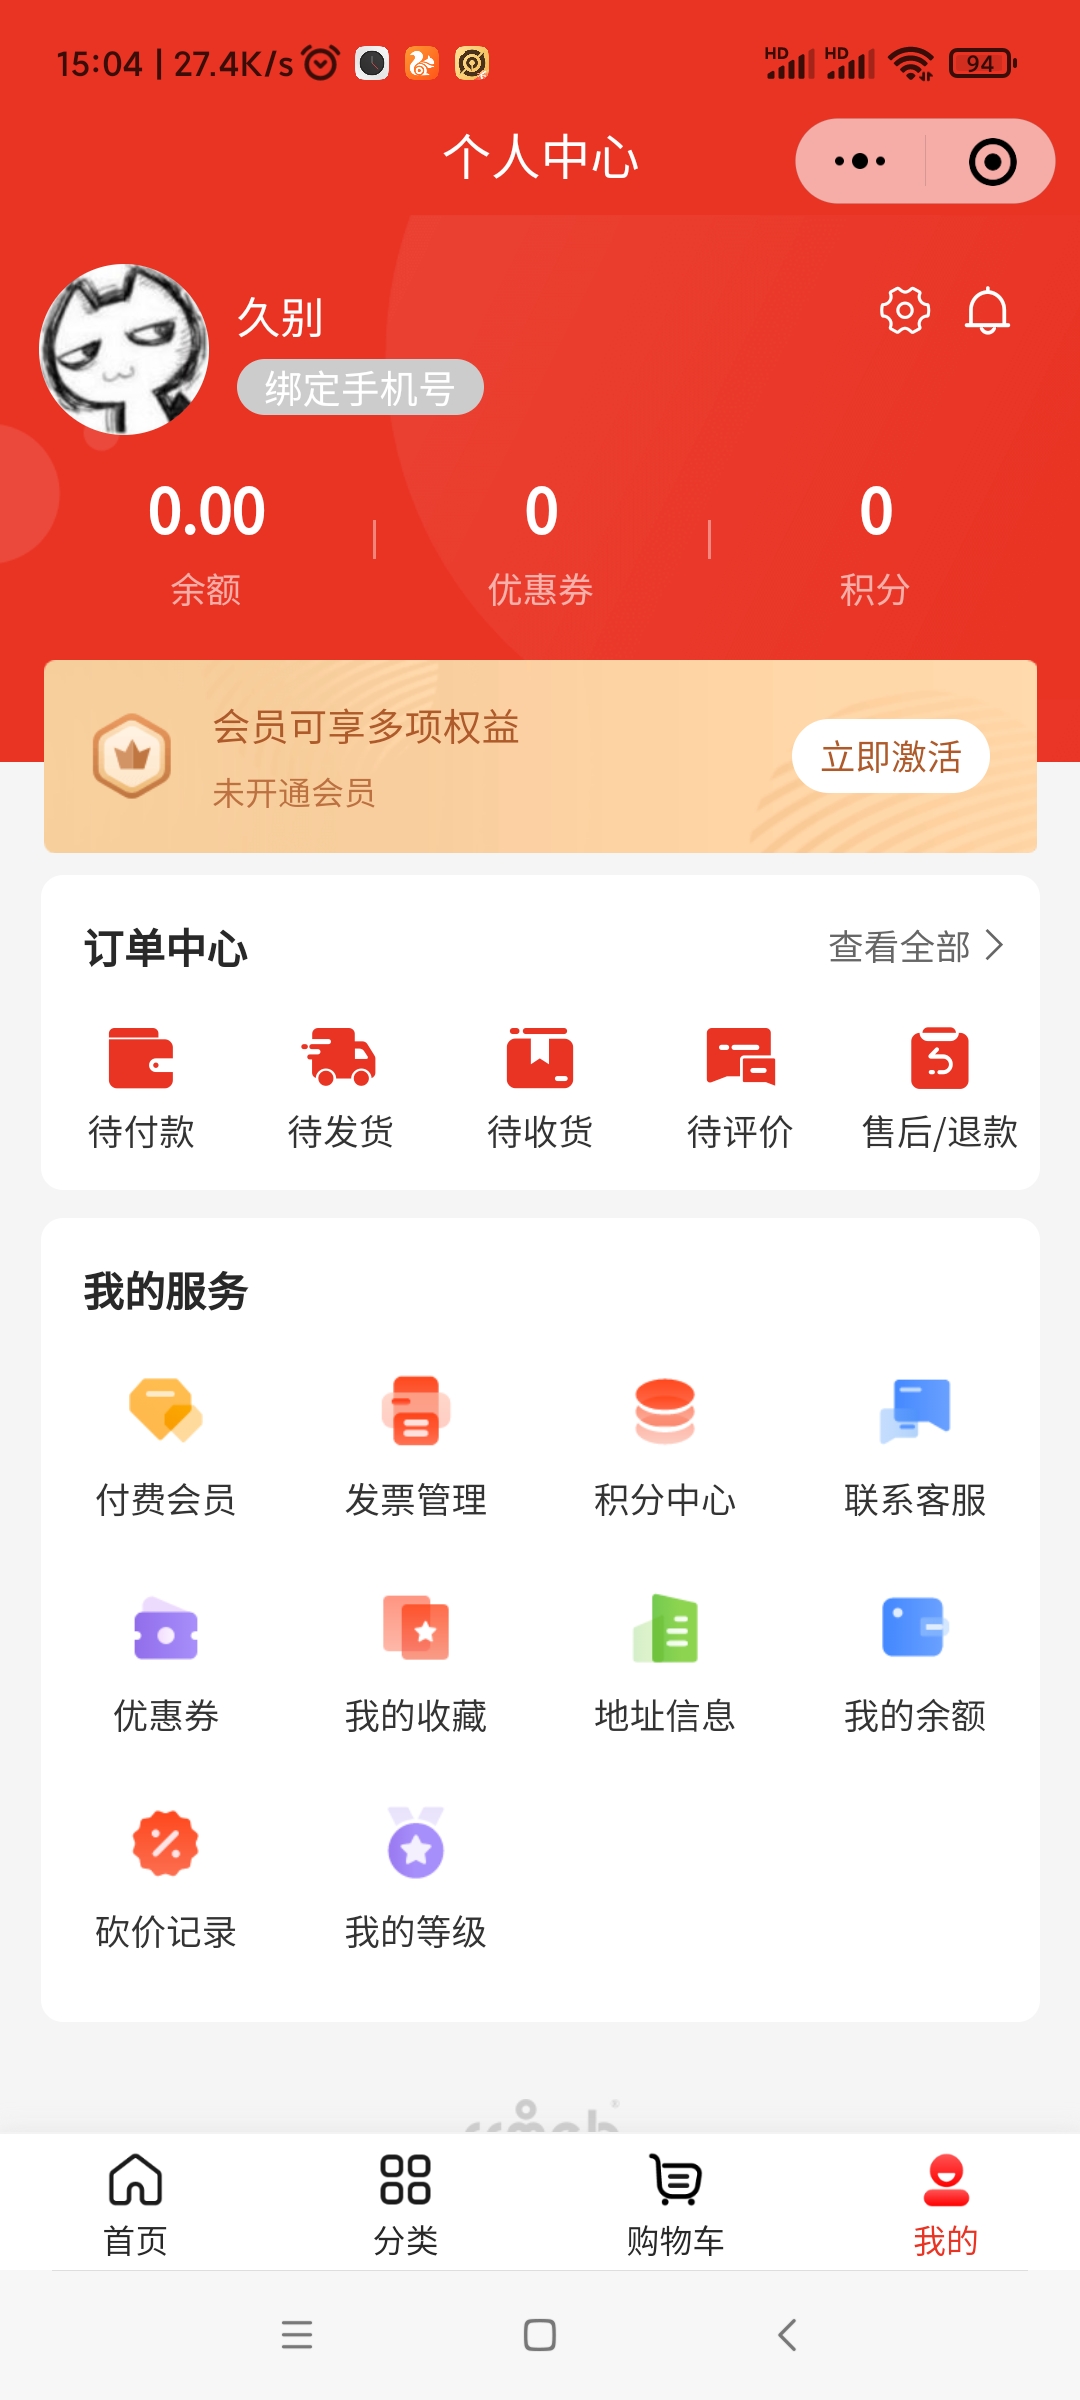 15:04 | 27.4K/s
HD HD 94
个人中心
久别
绑定手机号
0.00 0 0
余额 优惠券 积分
会员可享多项权益
未开通会员
立即激活
订单中心 查看全部
待付款 待发货 待收货 待评价 售后/退款
我的服务
付费会员 发票管理 积分中心 联系客服
优惠券 我的收藏 地址信息 我的余额
砍价记录 我的等级
首页 分类 购物车 我的